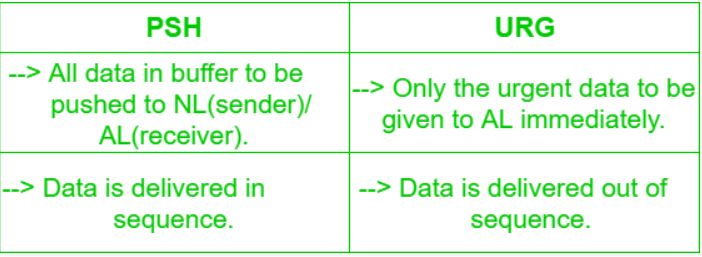 PSH
URG
--> All data in buffer to be
pushed to NL(sender)/
AL(receiver).
--> Only the urgent data to be
given to AL immediately.
--> Data is delivered in
sequence.
--> Data is delivered out of
sequence.